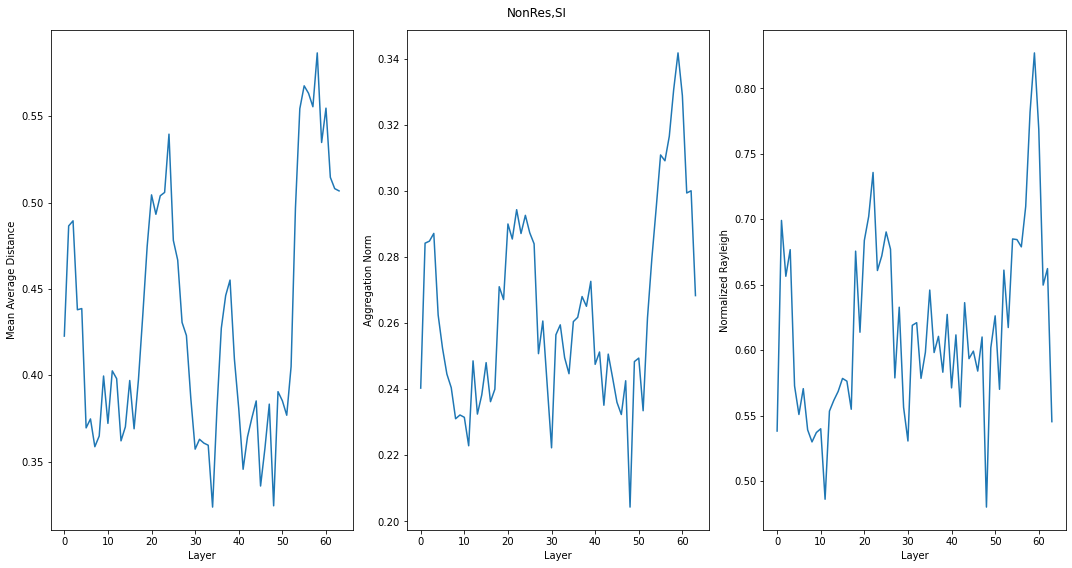 NonRes,SI
Mean Average Distance
0.55
0.50
0.45
0.40
0.35
0 10 20 30 40 50 60
Layer
Aggregation Norm
0.34
0.32
0.30
0.28
0.26
0.24
0.22
0.20
0 10 20 30 40 50 60
Layer
Normalized Rayleigh
0.80
0.75
0.70
0.65
0.60
0.55
0.50
0 10 20 30 40 50 60
Layer